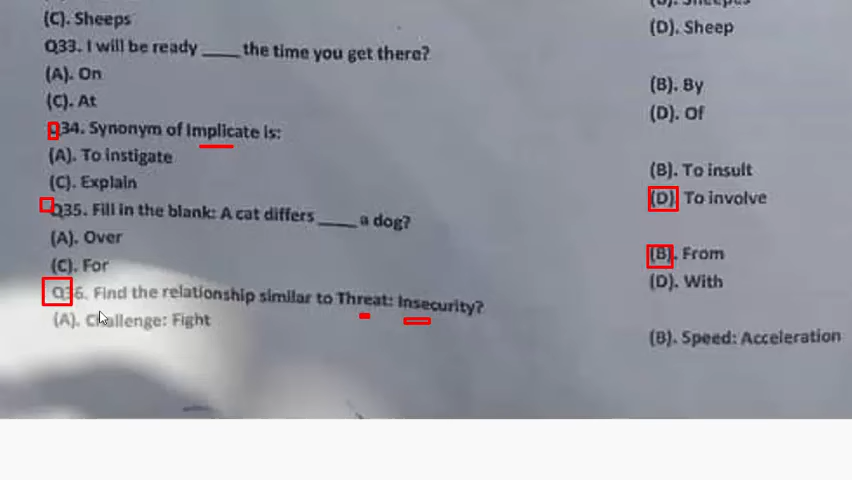 (C). Sheeps
(D). Sheep
Q33. I will be ready ____ the time you get there?
(A). On
(B). By
(C). At
(D). Of
Q34. Synonym of Implicate is:
(A). To instigate
(B). To insult
(C). Explain
(D). To involve
Q35. Fill in the blank: A cat differs ____ a dog?
(A). Over
(B). From
(C). For
(D). With
Q36. Find the relationship similar to Threat: Insecurity?
(A). Challenge: Fight
(B). Speed: Acceleration